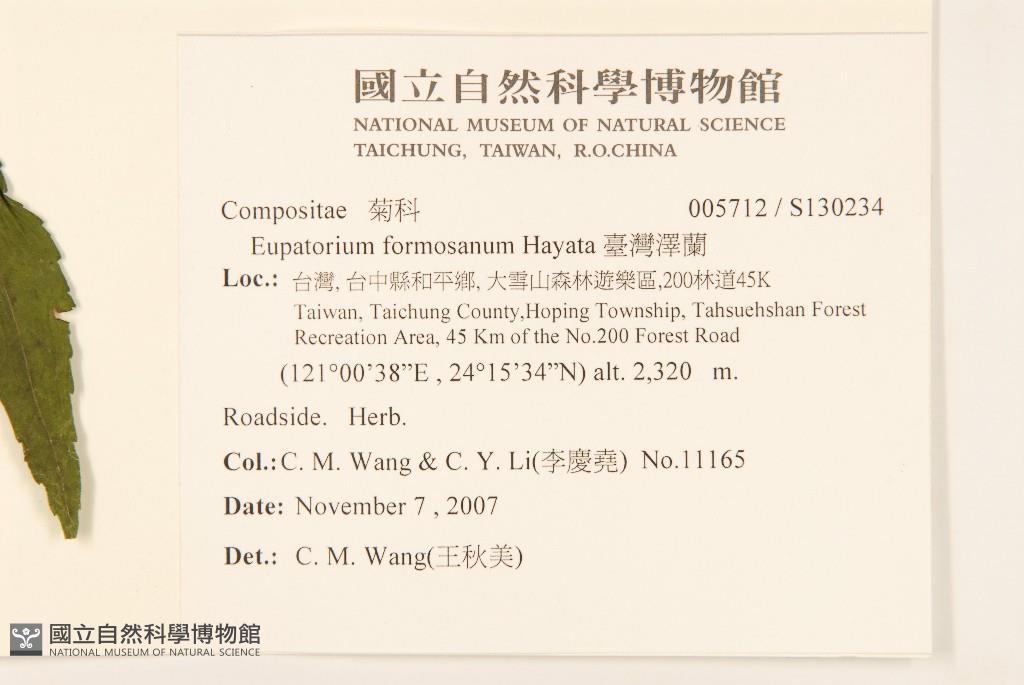 國立自然科學博物館
NATIONAL MUSEUM OF NATURAL SCIENCE
TAICHUNG, TAIWAN, R.O.CHINA
Compositae 菊科 005712 / S130234
Eupatorium formosanum Hayata 臺灣澤蘭
Loc.: 台灣, 台中縣和平鄉, 大雪山森林遊樂區,200林道45K
Taiwan, Taichung County,Hoping Township, Tahsuehshan Forest
Recreation Area, 45 Km of the No.200 Forest Road
(121°00’38”E , 24°15’34”N) alt. 2,320 m.
Roadside. Herb.
Col.: C. M. Wang & C. Y. Li(李慶堯) No.11165
Date: November 7 , 2007
Det.: C. M. Wang(王秋美)
國立自然科學博物館
NATIONAL MUSEUM OF NATURAL SCIENCE